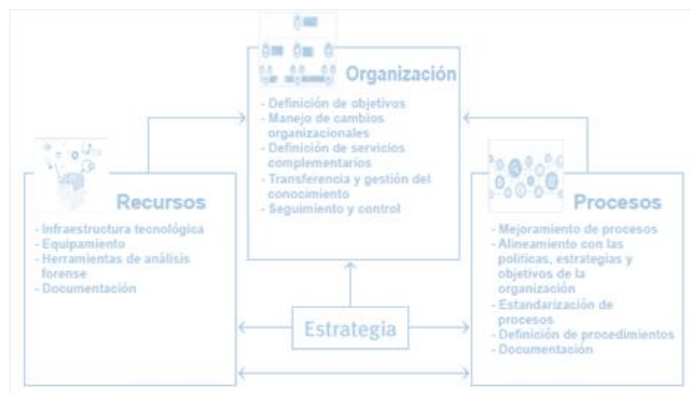 Organización
- Definición de objetivos
- Manejo de cambios
organizacionales
- Definición de servicios
complementarios
- Transferencia y gestión del
conocimiento
- Seguimiento y control
Recursos
- Infraestructura tecnológica
- Equipamiento
- Herramientas de análisis
forense
- Documentación
Procesos
- Mejoramiento de procesos
- Alineamiento con las
políticas, estrategias y
objetivos de la
organización
- Estandarización de
procesos
- Definición de procedimientos
- Documentación
Estrategia